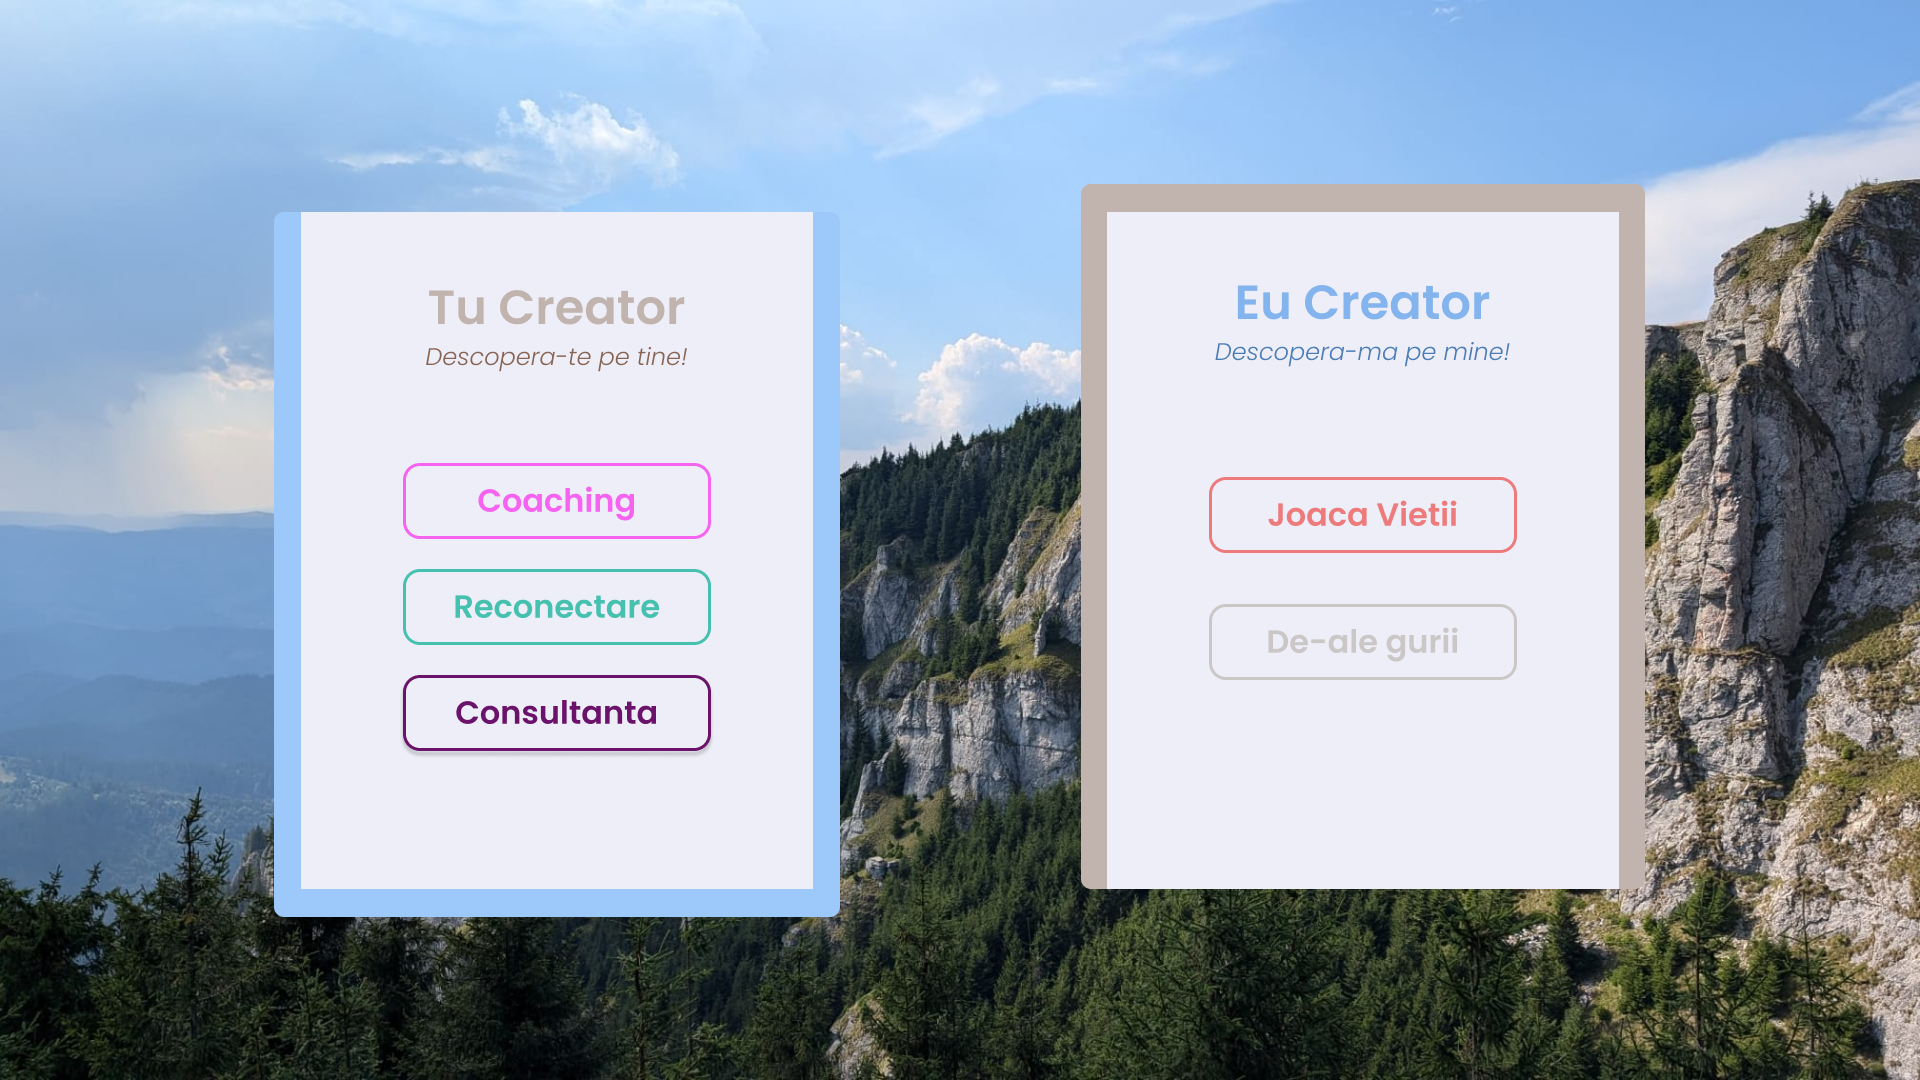 Tu Creator
Descopera-te pe tine!
Coaching
Reconectare
Consultanta
Eu Creator
Descopera-ma pe mine!
Joaca Vietii
De-ale gurii